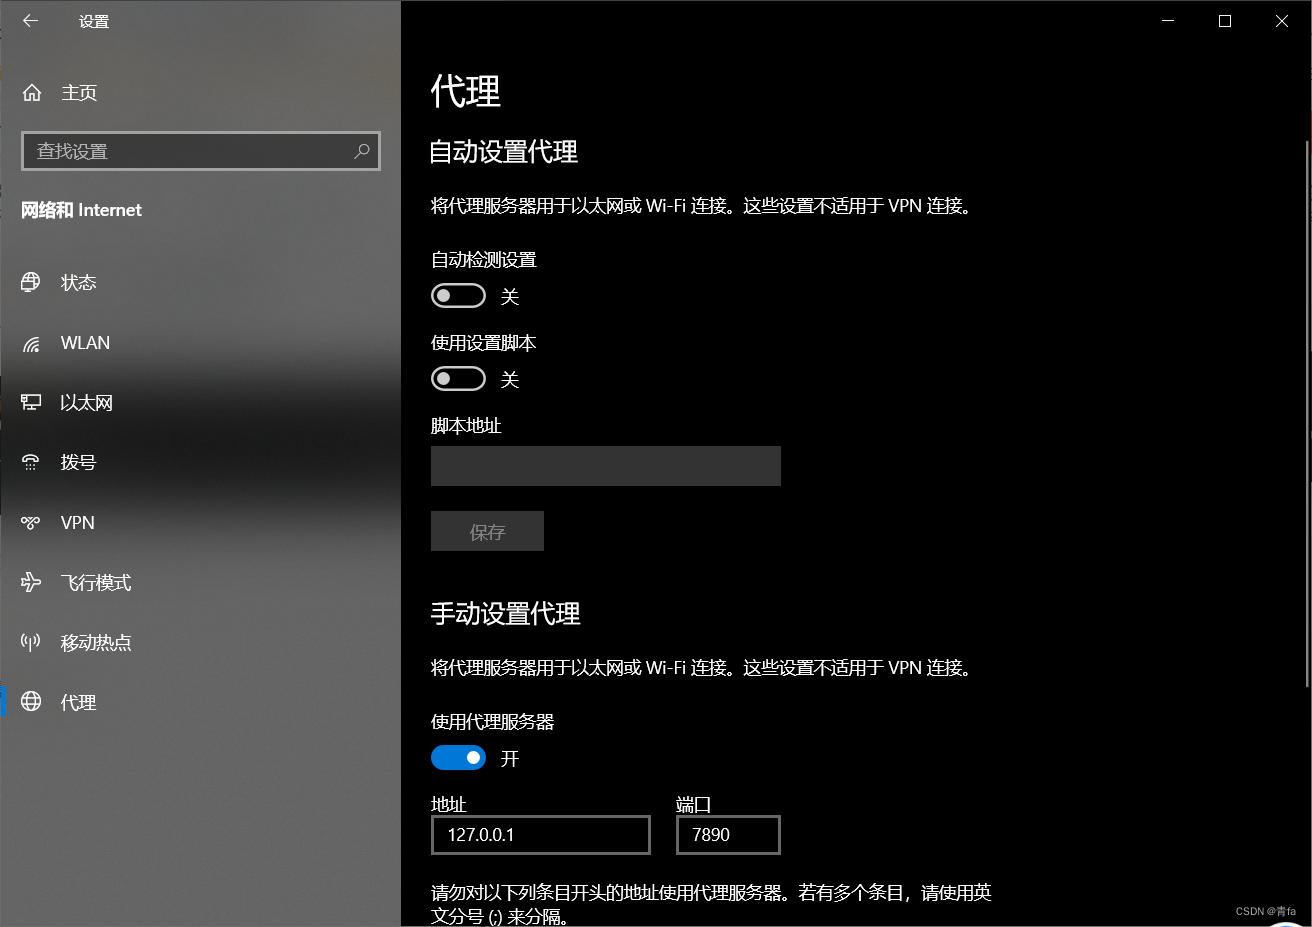 设置
主页
查找设置
网络和 Internet
状态
WLAN
以太网
拨号
VPN
飞行模式
移动热点
代理
代理
自动设置代理
将代理服务器用于以太网或 Wi-Fi 连接。这些设置不适用于 VPN 连接。
自动检测设置
关
使用设置脚本
关
脚本地址
保存
手动设置代理
将代理服务器用于以太网或 Wi-Fi 连接。这些设置不适用于 VPN 连接。
使用代理服务器
开
地址 端口
127.0.0.1 7890
请勿对以下列条目开头的地址使用代理服务器。若有多个条目，请使用英
文分号 (;) 来分隔。
CSDN @青fa